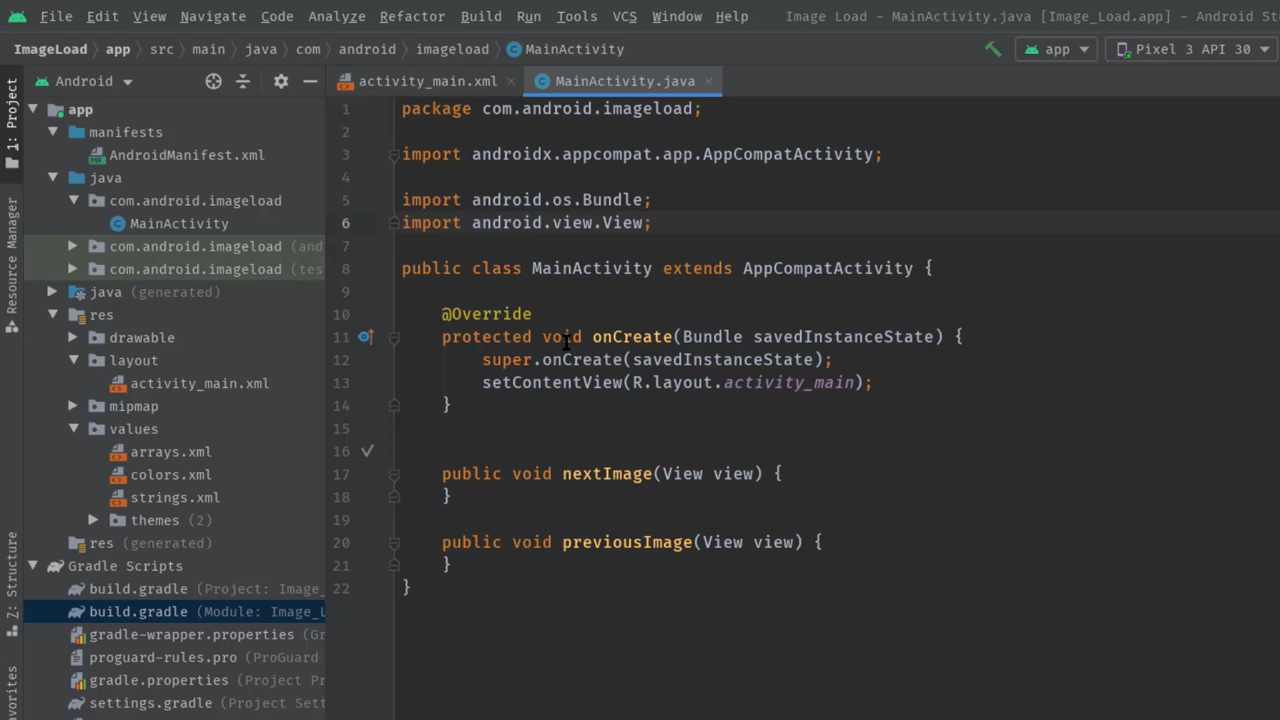 File Edit View Navigate Code Analyze Refactor Build Run Tools VCS Window Help Image Load - MainActivity.java [Image_Load.app] - Android St
ImageLoad app src main java com android imageload MainActivity app Pixel 3 API 30
Android activity_main.xml MainActivity.java
1: Project
Resource Manager
Z: Structure
avorites
app
manifests
AndroidManifest.xml
java
com.android.imageload
MainActivity
com.android.imageload (and
com.android.imageload (tes
java (generated)
res
drawable
layout
activity_main.xml
mipmap
values
arrays.xml
colors.xml
strings.xml
themes (2)
res (generated)
Gradle Scripts
build.gradle (Project: Image_
build.gradle (Module: Image_L
gradle-wrapper.properties (Gr
proguard-rules.pro (ProGuard
gradle.properties (Project Pr
settings.gradle (Project Sett
1 package com.android.imageload;
2
3 import androidx.appcompat.app.AppCompatActivity;
4
5 import android.os.Bundle;
6 import android.view.View;
7
8 public class MainActivity extends AppCompatActivity {
9
10 @Override
11 protected void onCreate(Bundle savedInstanceState) {
12 super.onCreate(savedInstanceState);
13 setContentView(R.layout.activity_main);
14 }
15
16
17 public void nextImage(View view) {
18 }
19
20 public void previousImage(View view) {
21 }
22 }